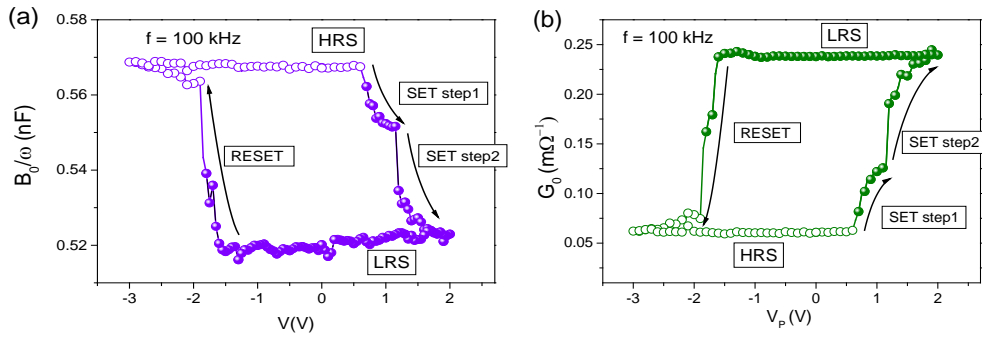 (a)
f = 100 kHz
HRS
SET step1
SET step2
RESET
LRS
B₀/ω (nF)
0.58
0.56
0.54
0.52
-3 -2 -1 0 1 2
V(V)
(b)
f = 100 kHz
LRS
RESET
SET step2
SET step1
HRS
G₀ (mΩ⁻¹)
0.25
0.20
0.15
0.10
0.05
-3 -2 -1 0 1 2
V_P (V)